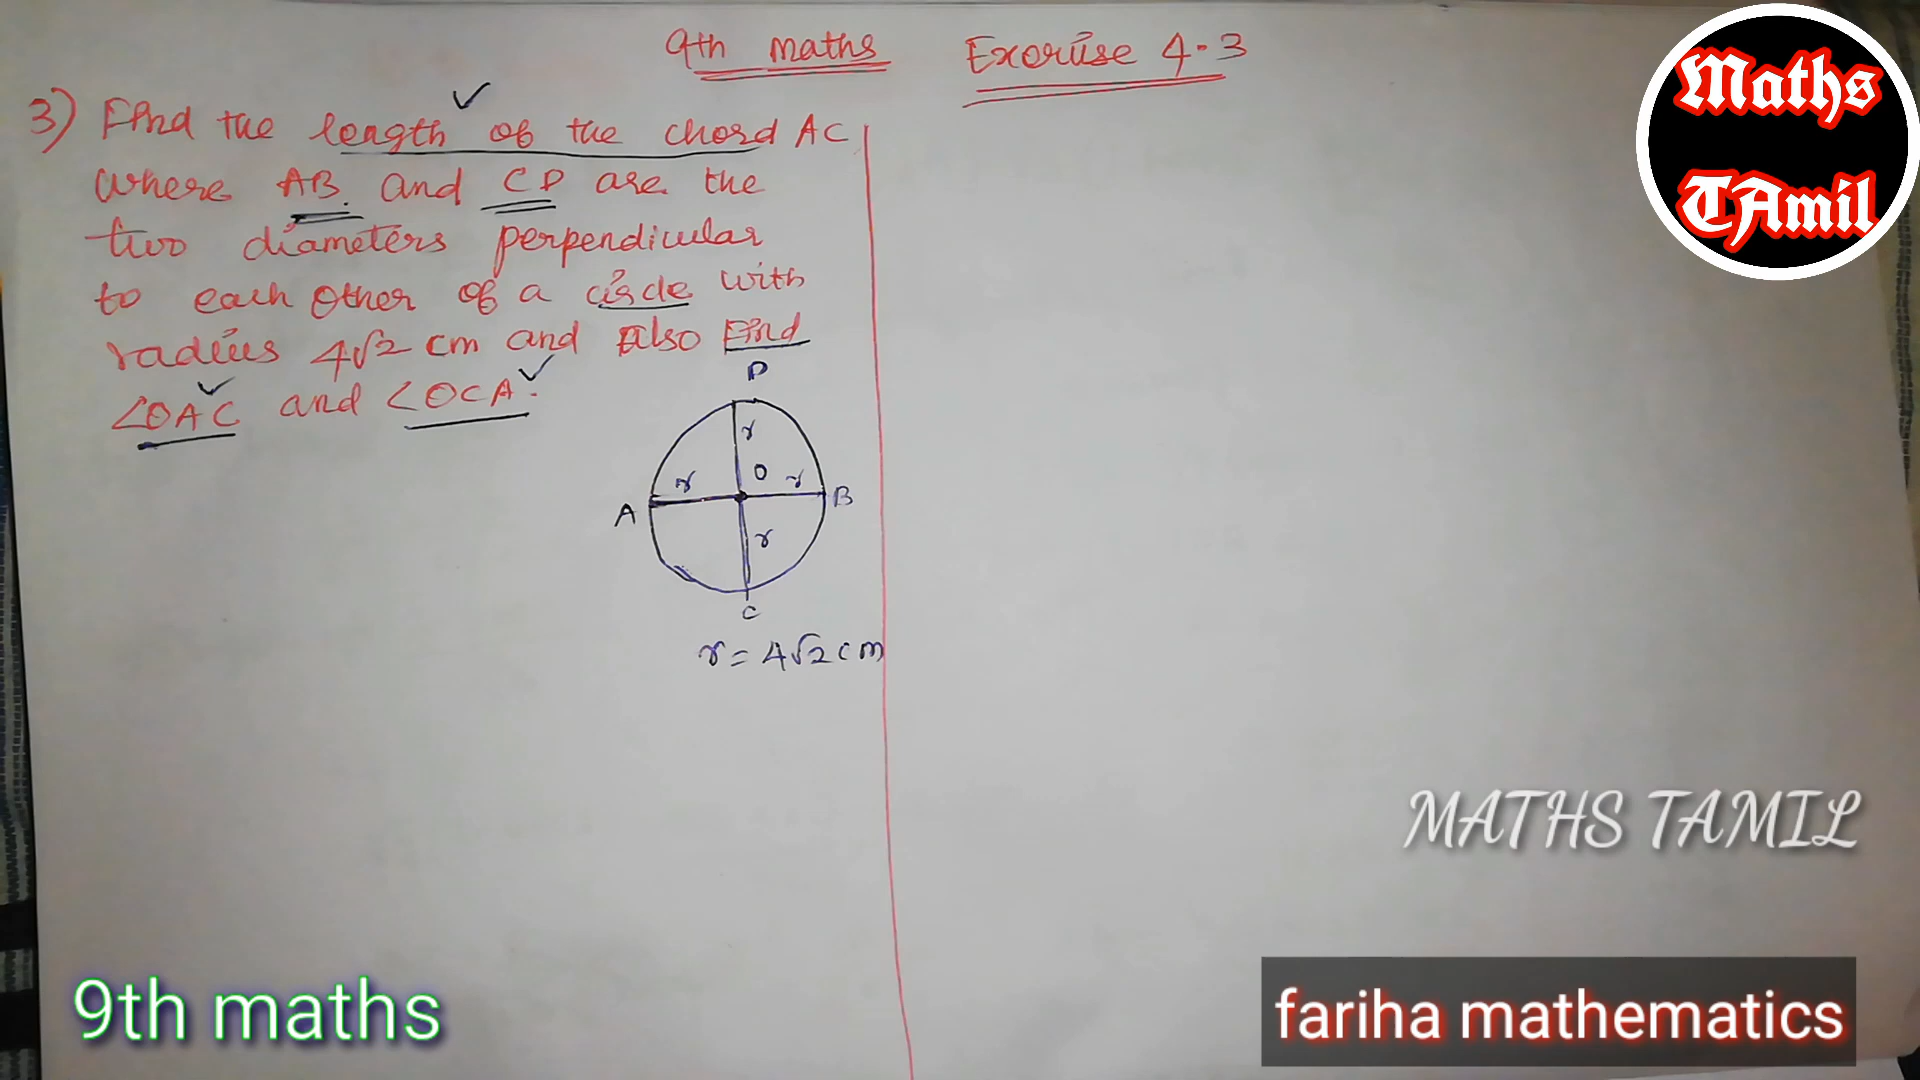 9th maths Exercise 4.3
3) Find the length of the chord AC
where AB and CD are the
two diameters perpendicular
to each other of a circle with
radius 4√2 cm and also Find
∠OAC and ∠OCA.
D
r
O
r
r
A
B
r
C
r = 4√2 cm
Maths
TAmil
MATHS TAMIL
9th maths
fariha mathematics